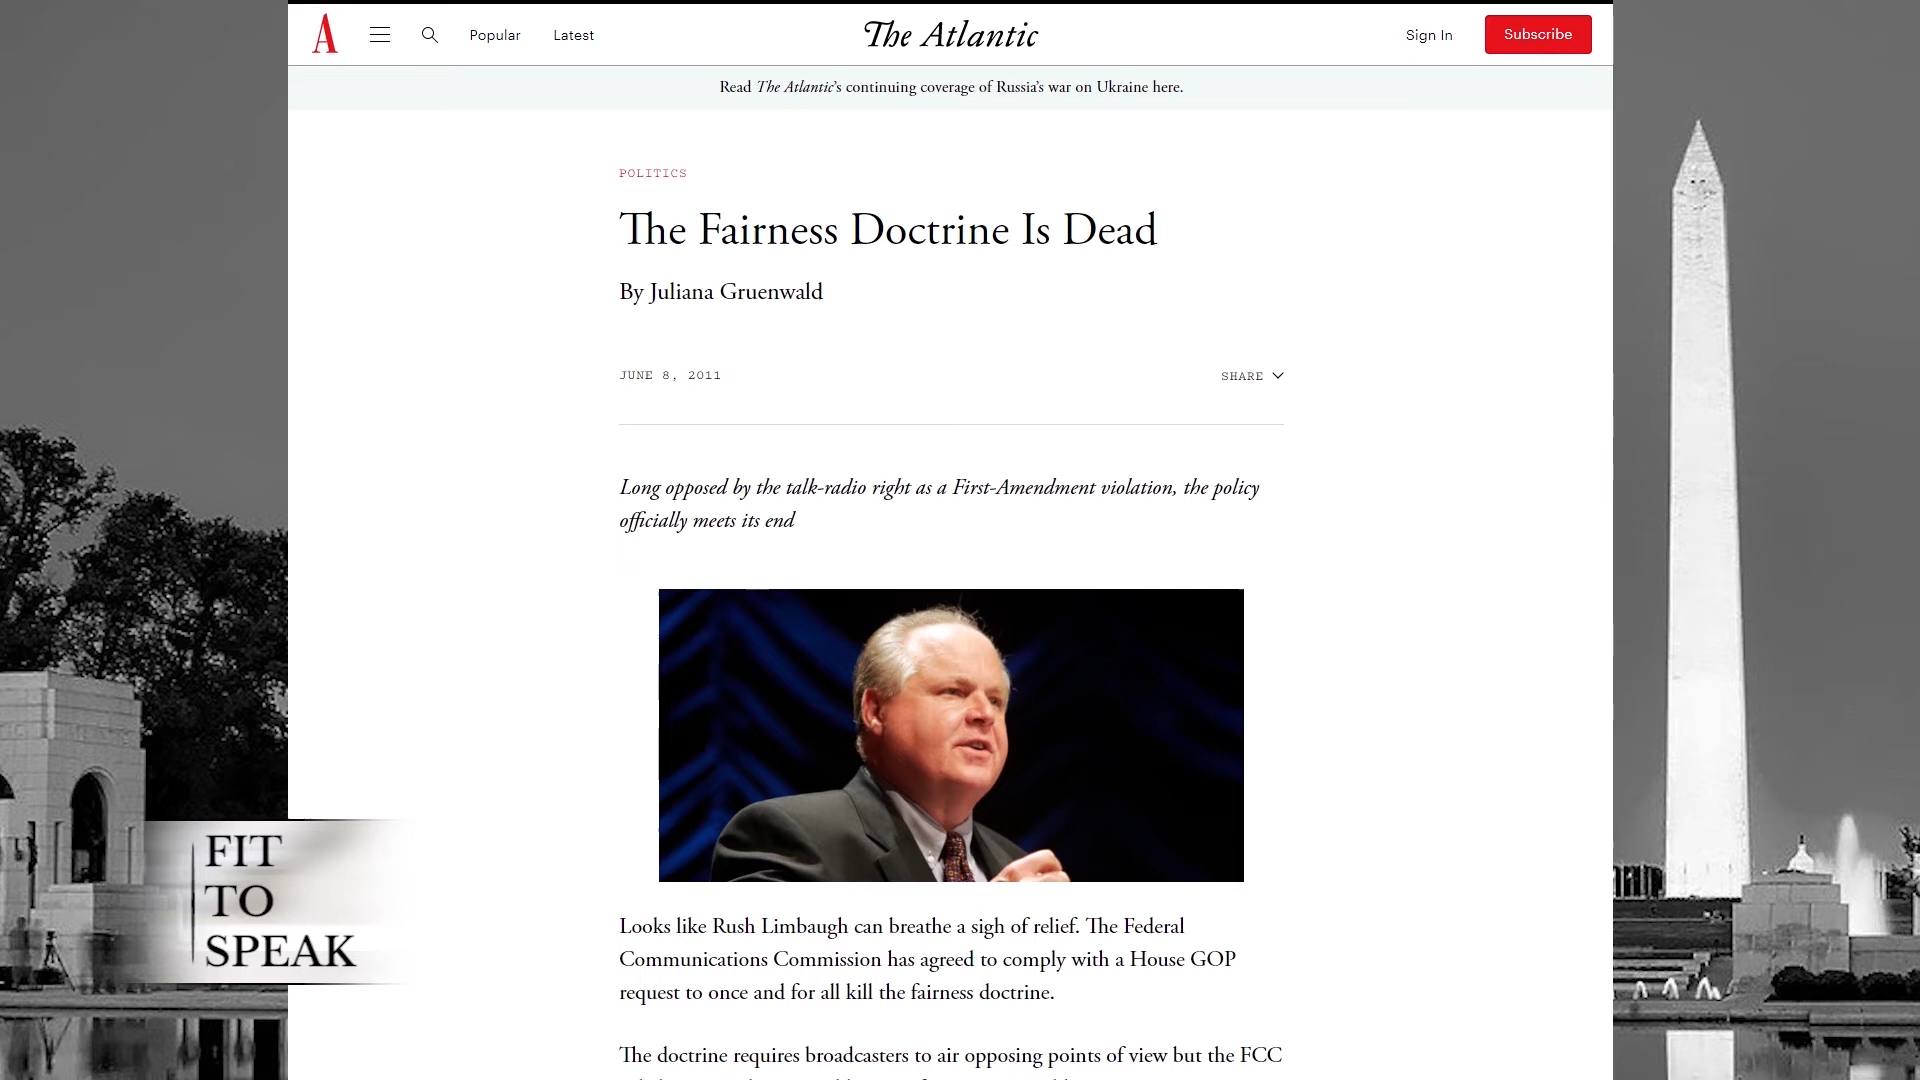 A
Popular
Latest
The Atlantic
Sign In
Subscribe
Read The Atlantic's continuing coverage of Russia's war on Ukraine here.
POLITICS
The Fairness Doctrine Is Dead
By Juliana Gruenwald
JUNE 8, 2011
SHARE
Long opposed by the talk-radio right as a First-Amendment violation, the policy
officially meets its end
Looks like Rush Limbaugh can breathe a sigh of relief. The Federal
Communications Commission has agreed to comply with a House GOP
request to once and for all kill the fairness doctrine.
The doctrine requires broadcasters to air opposing points of view but the FCC
FIT
TO
SPEAK